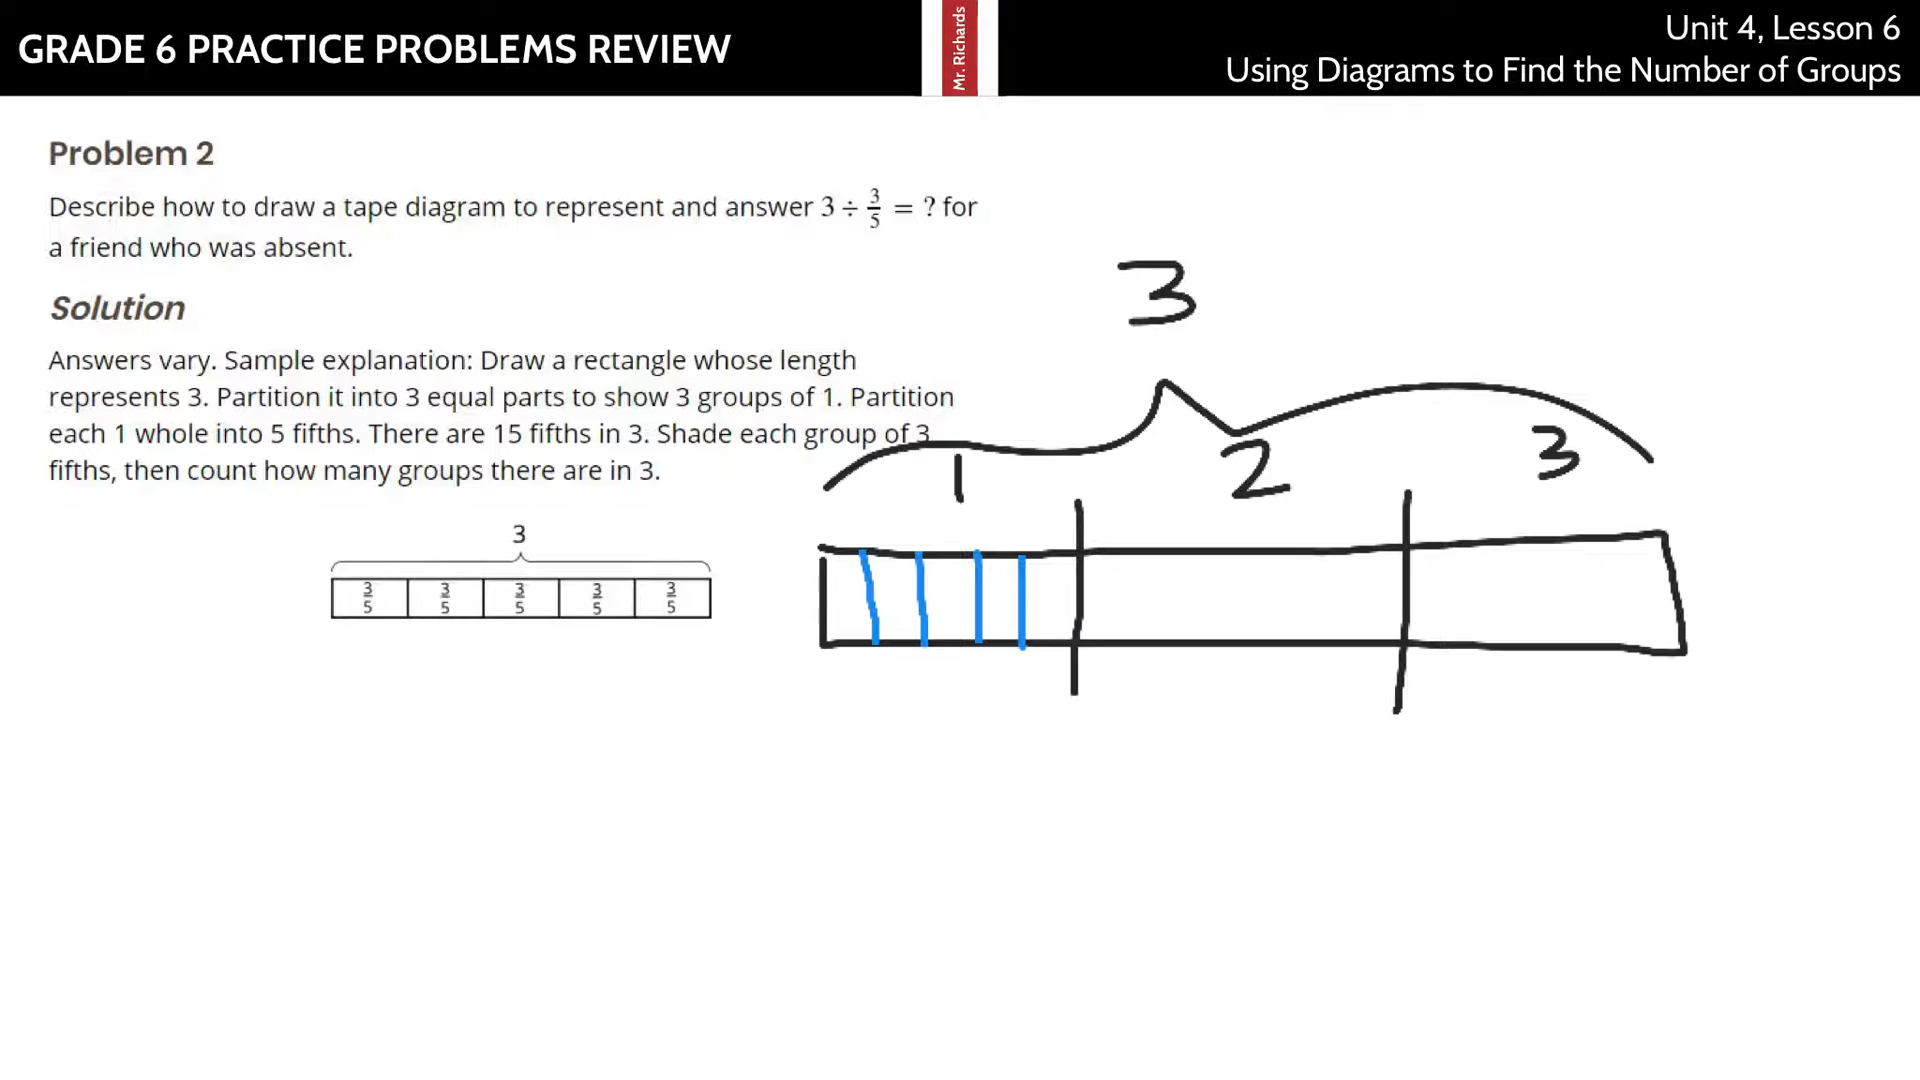 GRADE 6 PRACTICE PROBLEMS REVIEW
Mr. Richards
Unit 4, Lesson 6
Using Diagrams to Find the Number of Groups
Problem 2
Describe how to draw a tape diagram to represent and answer 3 ÷ 3/5 = ? for
a friend who was absent.
Solution
Answers vary. Sample explanation: Draw a rectangle whose length
represents 3. Partition it into 3 equal parts to show 3 groups of 1. Partition
each 1 whole into 5 fifths. There are 15 fifths in 3. Shade each group of 3
fifths, then count how many groups there are in 3.
3
3/5 3/5 3/5 3/5 3/5
3
1 2 3